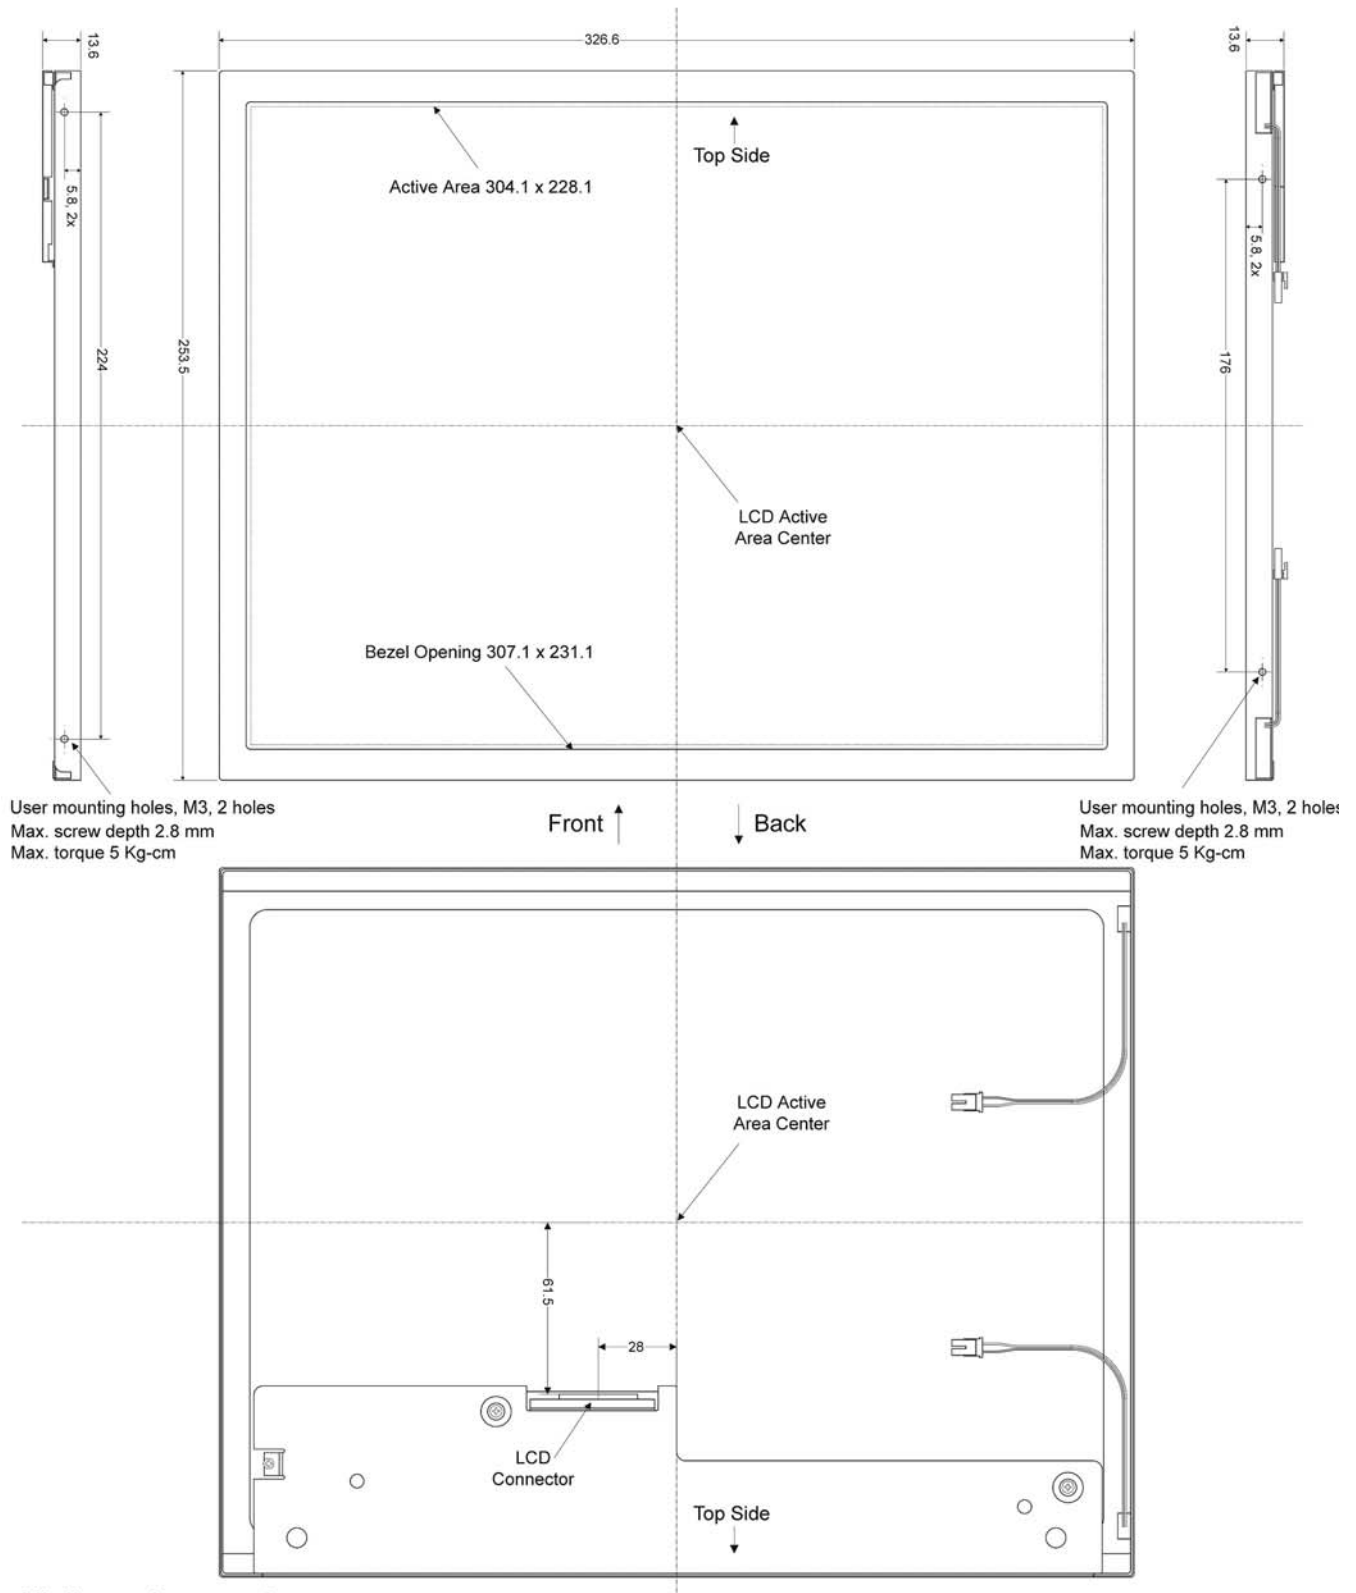 13.6
326.6
13.6
Top Side
Active Area 304.1 x 228.1
5.8, 2x
5.8, 2x
253.5
224
176
LCD Active
Area Center
Bezel Opening 307.1 x 231.1
User mounting holes, M3, 2 holes
Max. screw depth 2.8 mm
Max. torque 5 Kg-cm
Front
Back
User mounting holes, M3, 2 holes
Max. screw depth 2.8 mm
Max. torque 5 Kg-cm
LCD Active
Area Center
61.5
28
LCD
Connector
Top Side